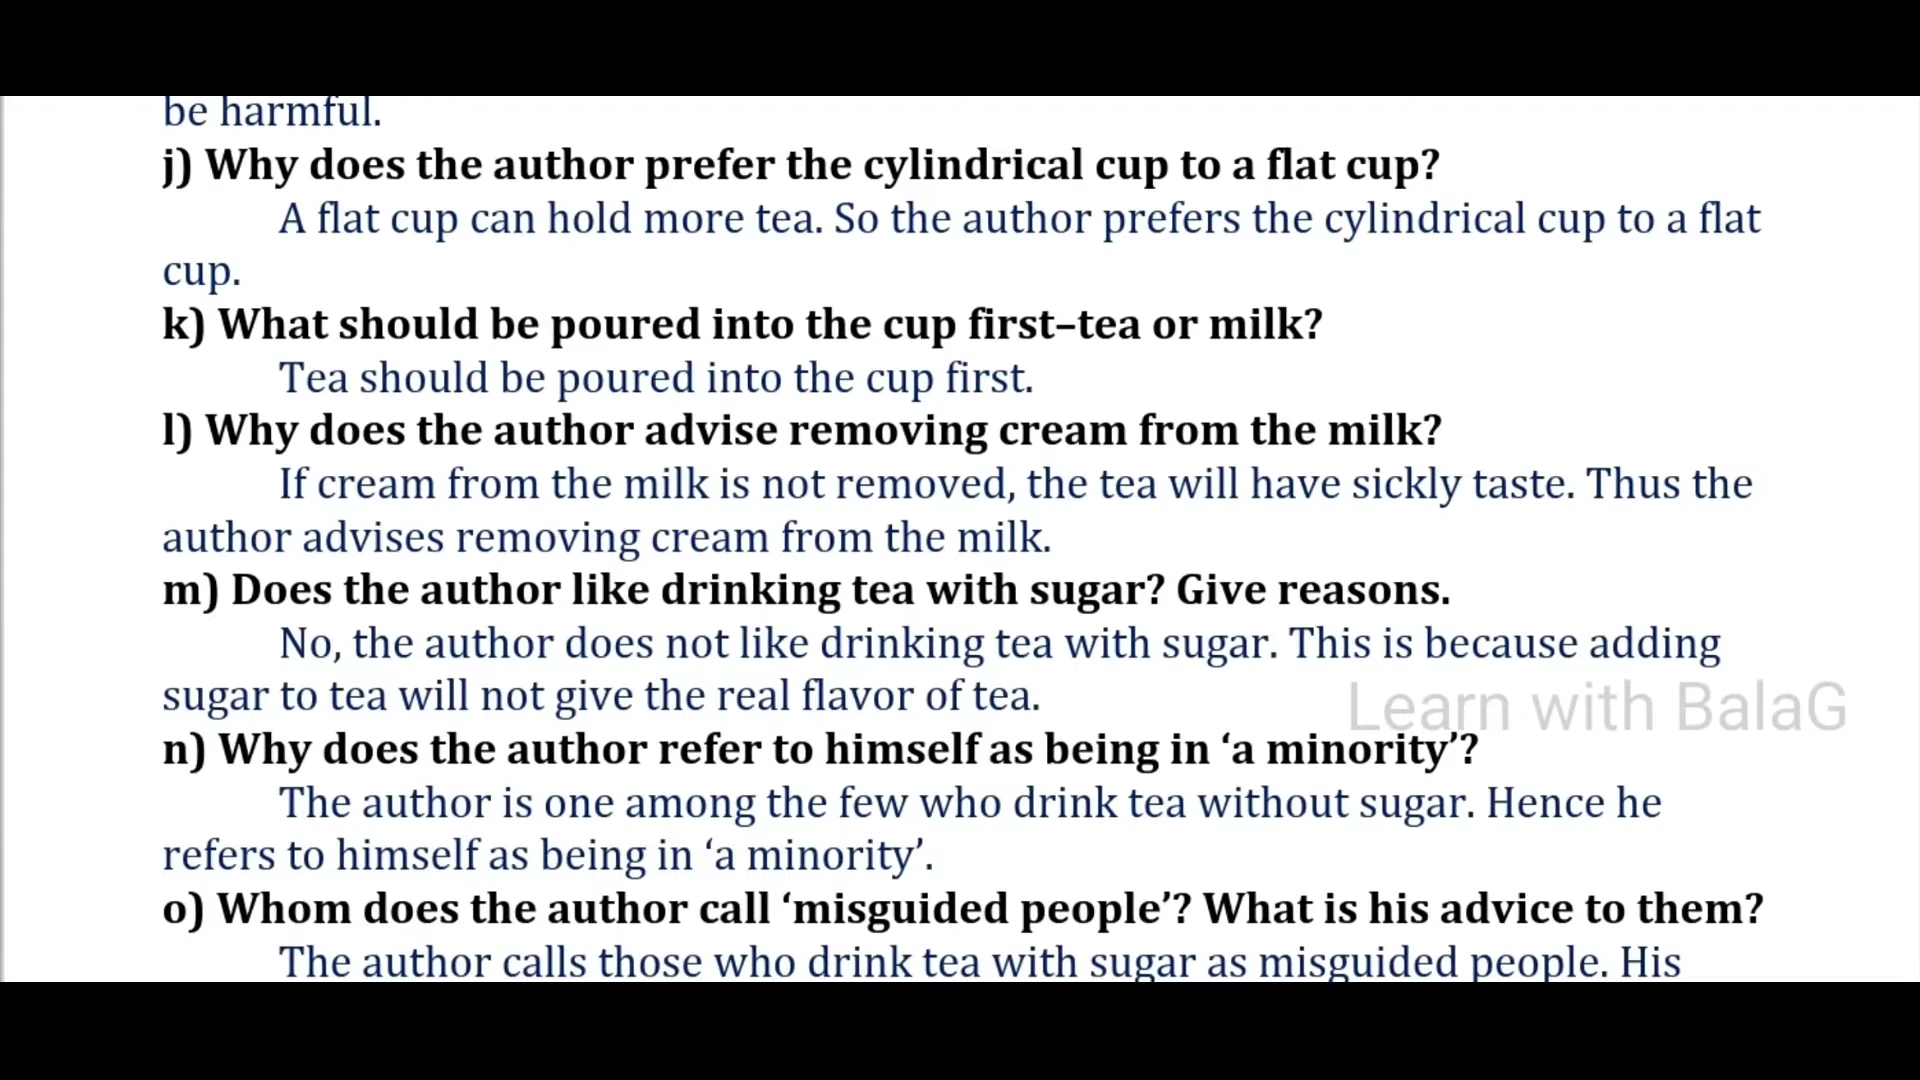 be harmful.
j) Why does the author prefer the cylindrical cup to a flat cup?
A flat cup can hold more tea. So the author prefers the cylindrical cup to a flat
cup.
k) What should be poured into the cup first–tea or milk?
Tea should be poured into the cup first.
l) Why does the author advise removing cream from the milk?
If cream from the milk is not removed, the tea will have sickly taste. Thus the
author advises removing cream from the milk.
m) Does the author like drinking tea with sugar? Give reasons.
No, the author does not like drinking tea with sugar. This is because adding
sugar to tea will not give the real flavor of tea.
Learn with BalaG
n) Why does the author refer to himself as being in ‘a minority’?
The author is one among the few who drink tea without sugar. Hence he
refers to himself as being in ‘a minority’.
o) Whom does the author call ‘misguided people’? What is his advice to them?
The author calls those who drink tea with sugar as misguided people. His